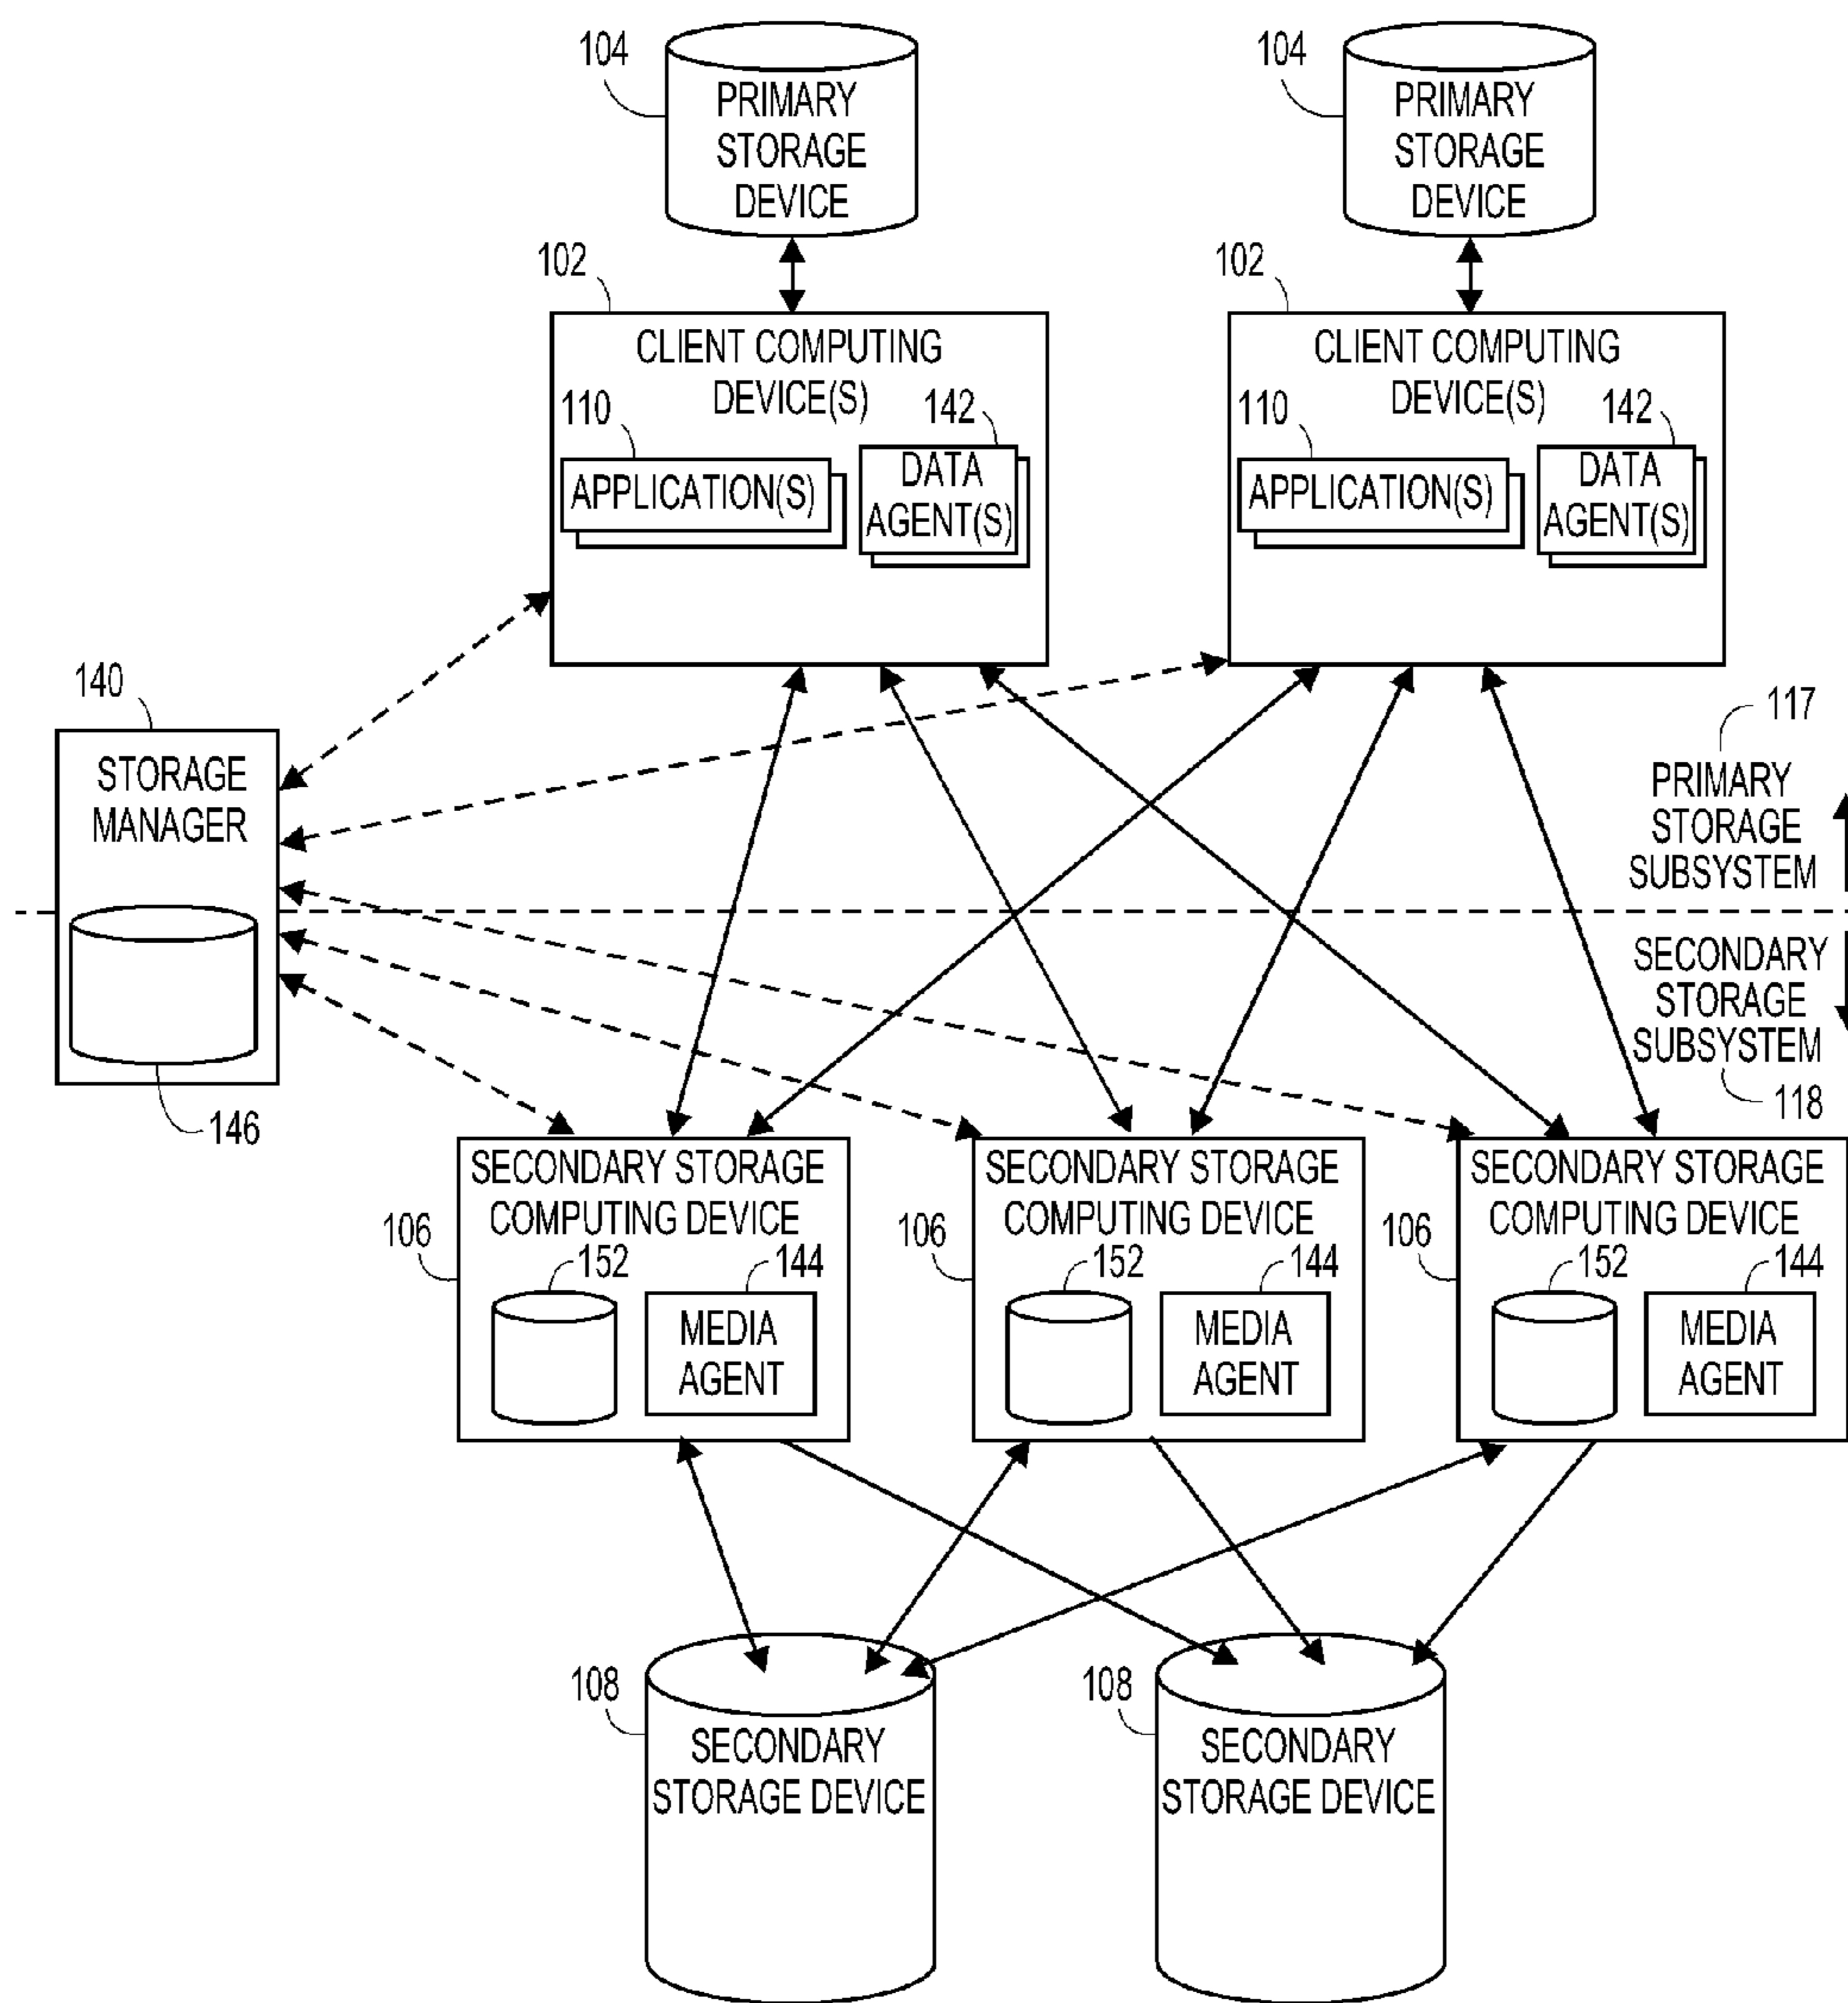 104
PRIMARY
STORAGE
DEVICE
104
PRIMARY
STORAGE
DEVICE
102
CLIENT COMPUTING
DEVICE(S)
110
APPLICATION(S)
142
DATA
AGENT(S)
102
CLIENT COMPUTING
DEVICE(S)
110
APPLICATION(S)
142
DATA
AGENT(S)
140
STORAGE
MANAGER
146
117
PRIMARY
STORAGE
SUBSYSTEM
SECONDARY
STORAGE
SUBSYSTEM
118
106
SECONDARY STORAGE
COMPUTING DEVICE
152
144
MEDIA
AGENT
106
SECONDARY STORAGE
COMPUTING DEVICE
152
144
MEDIA
AGENT
106
SECONDARY STORAGE
COMPUTING DEVICE
152
144
MEDIA
AGENT
108
SECONDARY
STORAGE DEVICE
108
SECONDARY
STORAGE DEVICE